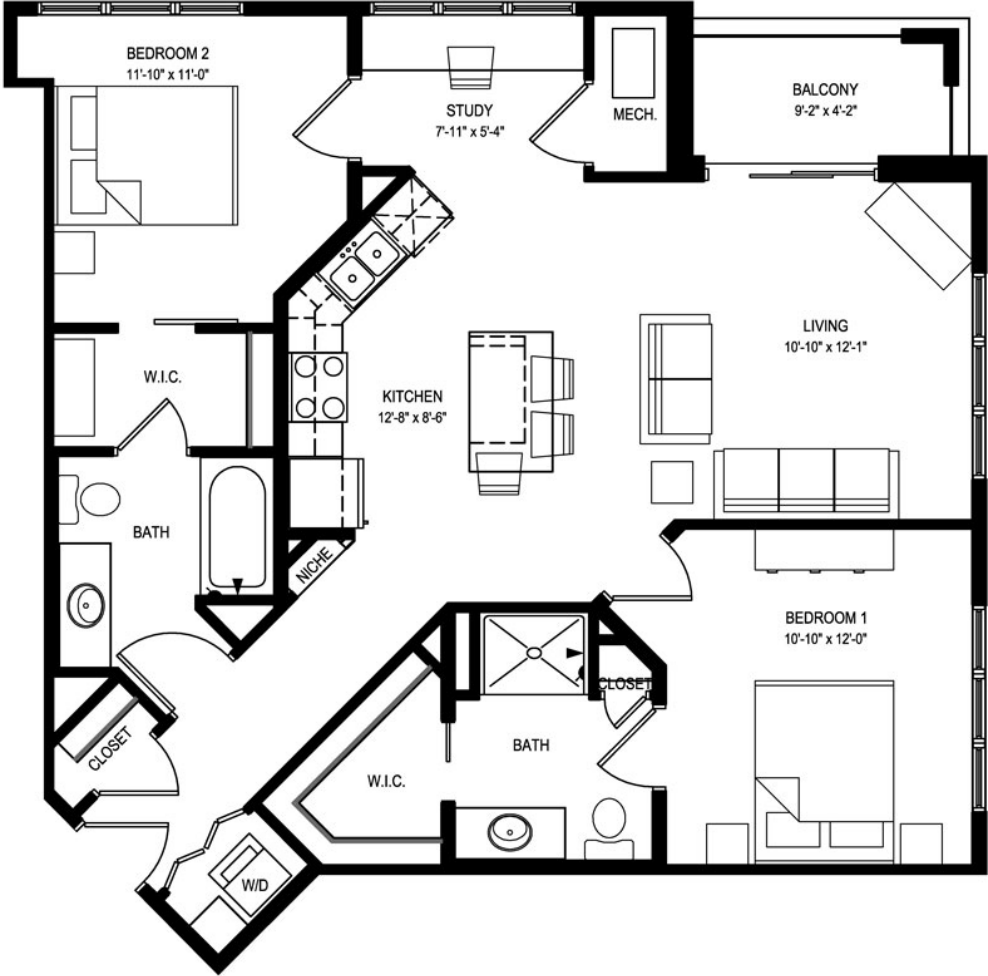 BEDROOM 2
11'-10" x 11'-0"
STUDY
7'-11" x 5'-4"
MECH.
BALCONY
9'-2" x 4'-2"
LIVING
10'-10" x 12'-1"
W.I.C.
KITCHEN
12'-8" x 8'-6"
BATH
NICHE
BEDROOM 1
10'-10" x 12'-0"
CLOSET
CLOSET
BATH
W.I.C.
W/D